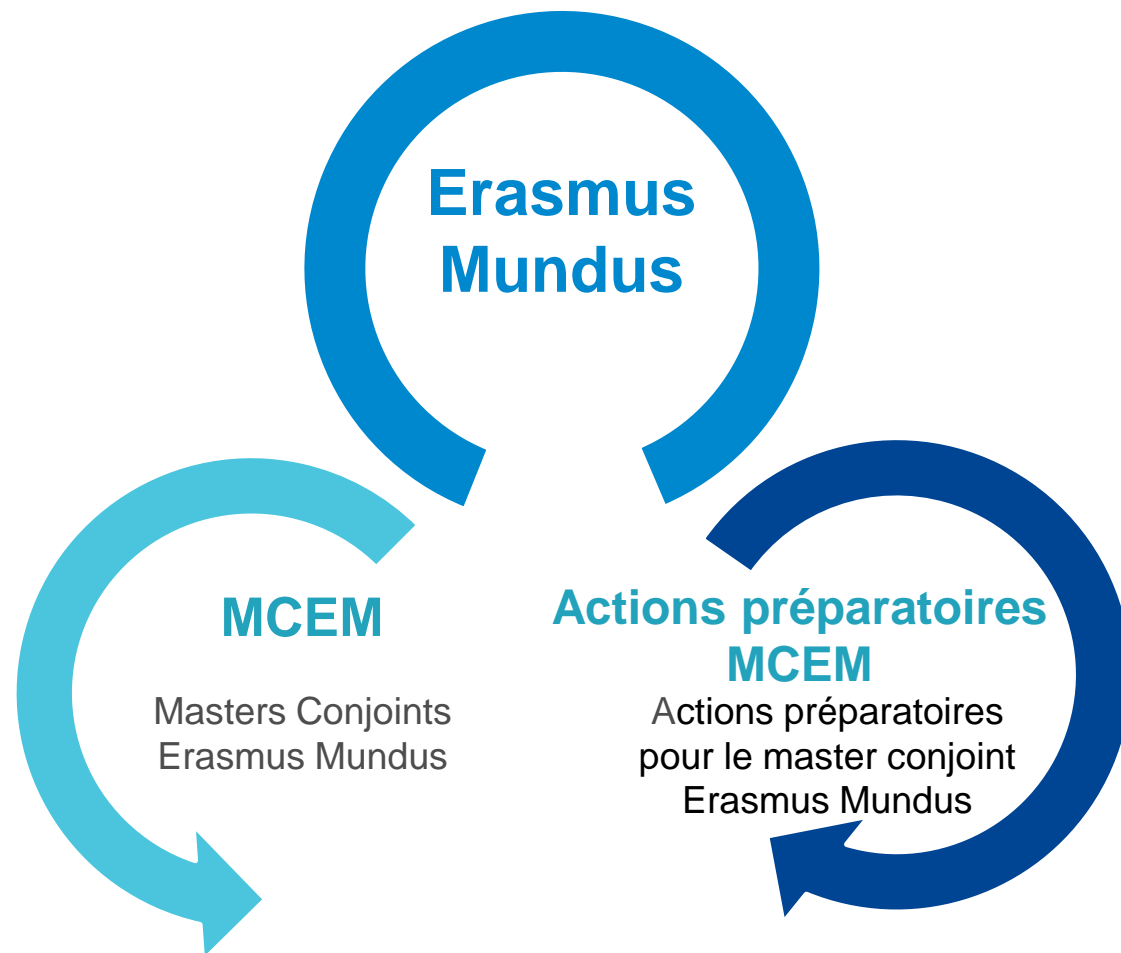 Erasmus
Mundus
MCEM
Masters Conjoints
Erasmus Mundus
Actions préparatoires
MCEM
Actions préparatoires
pour le master conjoint
Erasmus Mundus